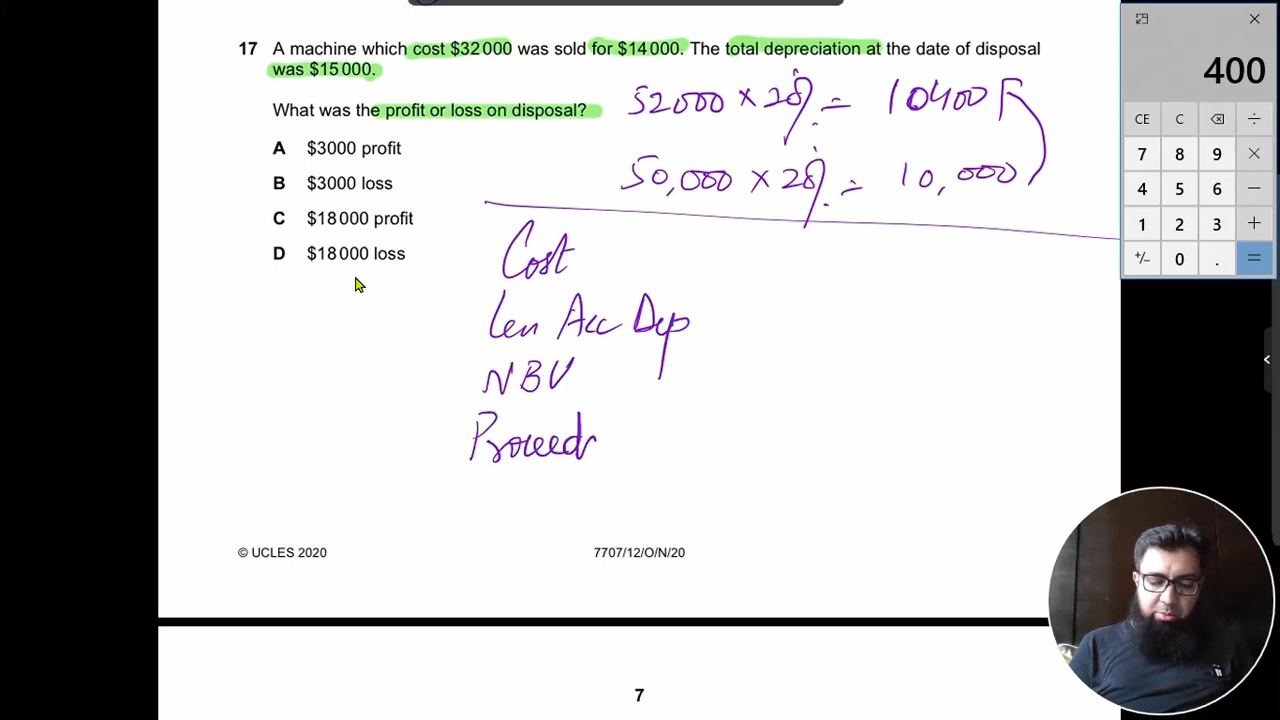 17 A machine which cost $32 000 was sold for $14 000. The total depreciation at the date of disposal
was $15 000.
What was the profit or loss on disposal?
A $3000 profit
B $3000 loss
C $18 000 profit
D $18 000 loss
52000 × 20% = 10400
50,000 × 20% = 10,000
Cost
Less Acc Dep
NBV
Proceeds
© UCLES 2020
7707/12/O/N/20
7
400
CE C ⌫ ÷
7 8 9 ×
4 5 6 −
1 2 3 +
+/− 0 . =